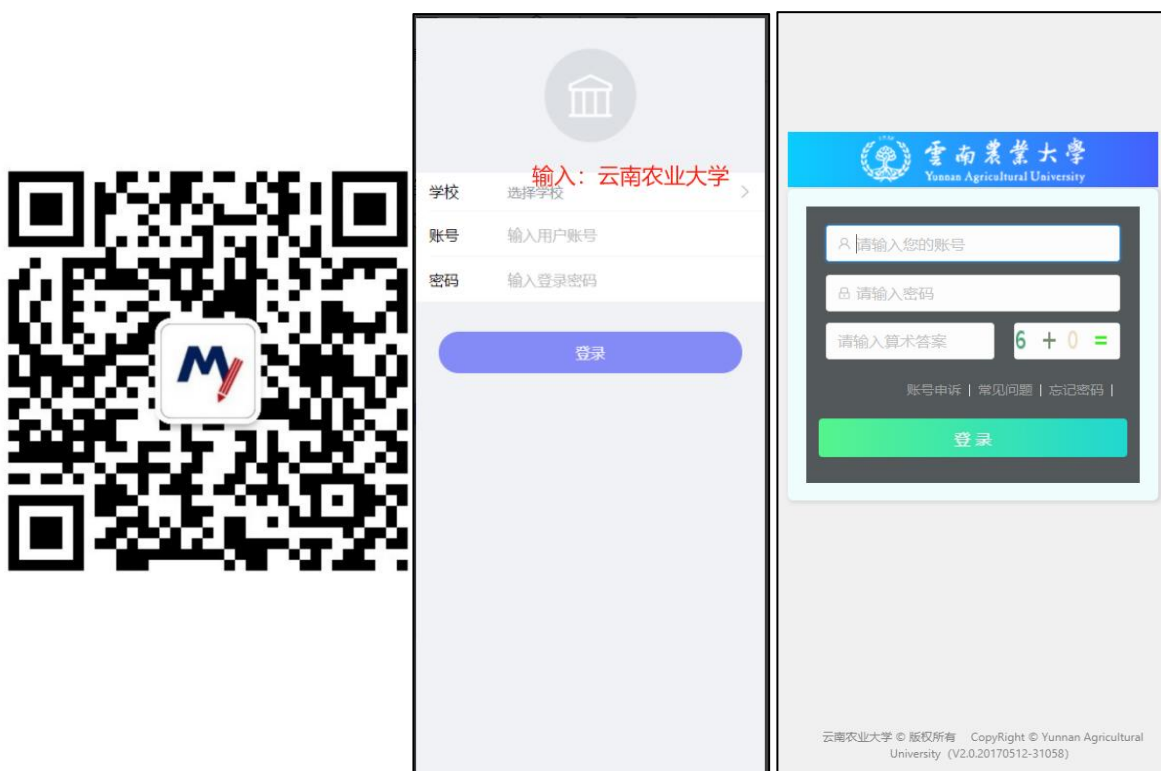 输入：云南农业大学
学校 选择学校
账号 输入用户账号
密码 输入登录密码
登录
雲南農業大學
Yunnan Agricultural University
请输入您的账号
请输入密码
请输入算术答案 6 + 0 =
账号申诉 | 常见问题 | 忘记密码 |
登 录
云南农业大学 © 版权所有 CopyRight © Yunnan Agricultural
University（V2.0.20170512-31058）